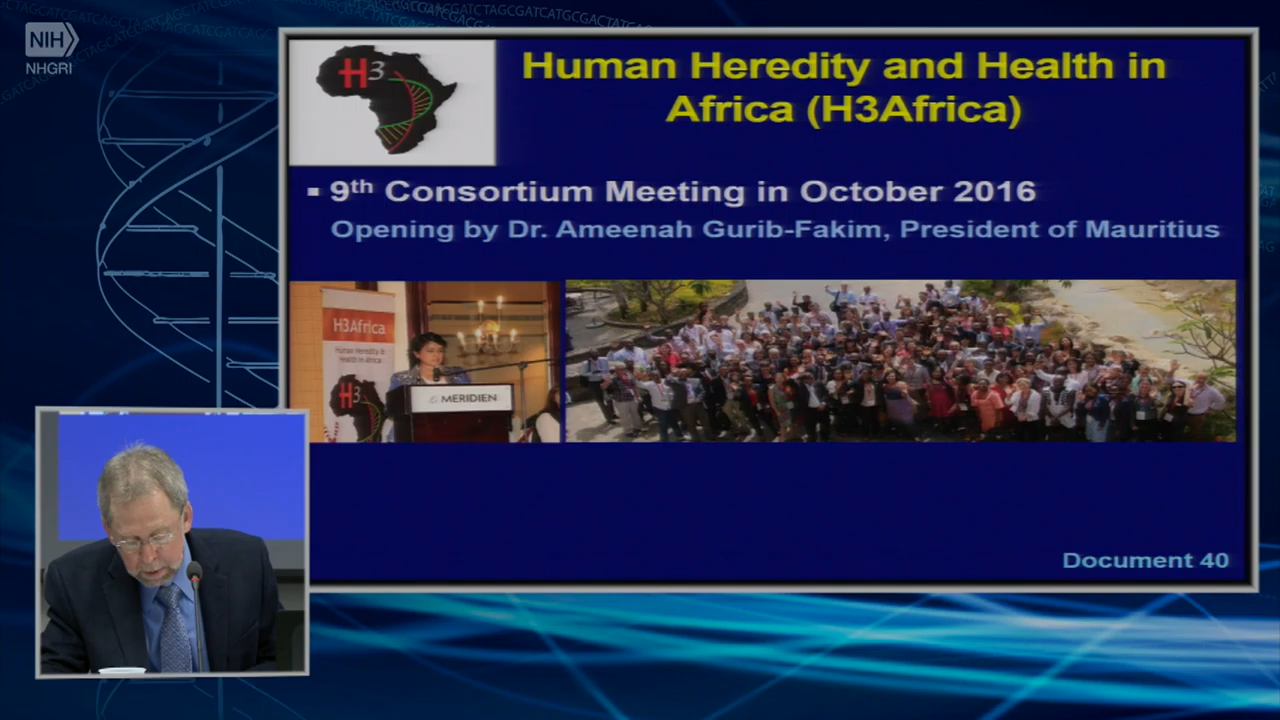 NIH
NHGRI
H3
Human Heredity and Health in
Africa (H3Africa)
▪ 9th Consortium Meeting in October 2016
Opening by Dr. Ameenah Gurib-Fakim, President of Mauritius
H3Africa
Human Heredity &
Health in Africa
H3
MERIDIEN
Document 40